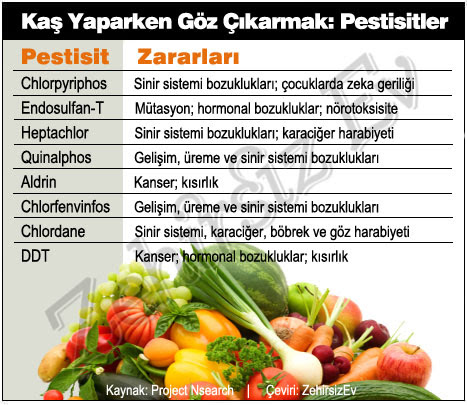 Kaş Yaparken Göz Çıkarmak: Pestisitler
Pestisit Zararları
Chlorpyriphos Sinir sistemi bozuklukları; çocuklarda zeka geriliği
Endosulfan-T Mütasyon; hormonal bozukluklar; nörotoksisite
Heptachlor Sinir sistemi bozuklukları; karaciğer harabiyeti
Quinalphos Gelişim, üreme ve sinir sistemi bozuklukları
Aldrin Kanser; kısırlık
Chlorfenvinfos Gelişim, üreme ve sinir sistemi bozuklukları
Chlordane Sinir sistemi, karaciğer, böbrek ve göz harabiyeti
DDT Kanser; hormonal bozukluklar; kısırlık
Zehirsiz Ev
Kaynak: Project Nsearch | Çeviri: ZehirsizEv